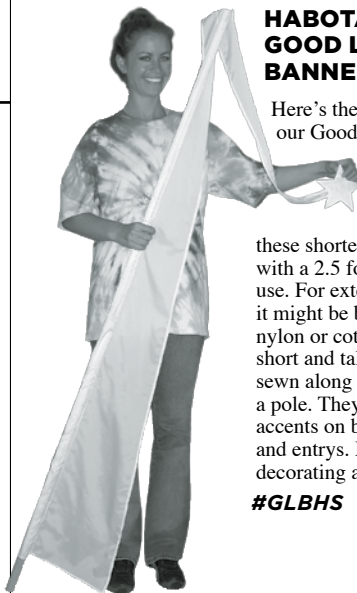 HABOTA
GOOD L
BANNE
Here's the
our Good
these shorte
with a 2.5 fo
use. For exte
it might be b
nylon or cot
short and tal
sewn along
a pole. They
accents on b
and entrys.
decorating a
#GLBHS